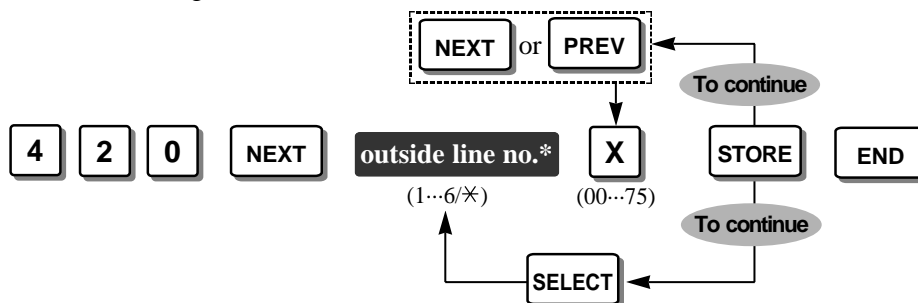 NEXT or PREV
To continue
4 2 0 NEXT outside line no.* X STORE END
(1···6/✳) (00···75)
To continue
SELECT